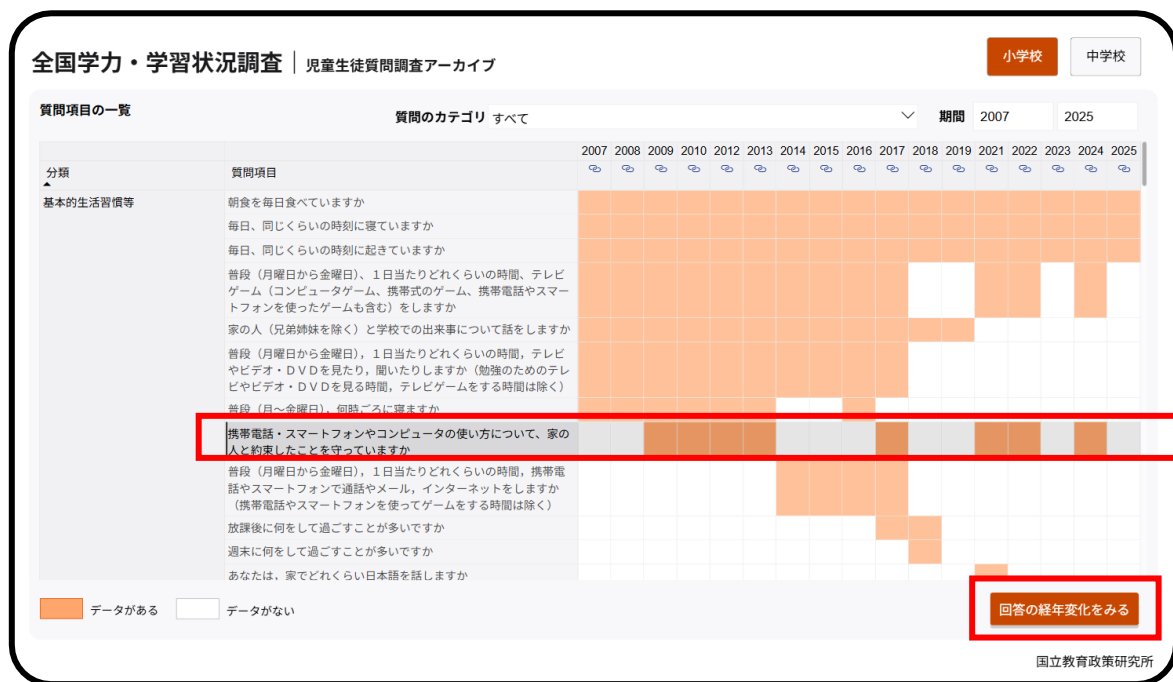 全国学力・学習状況調査 | 児童生徒質問調査アーカイブ
小学校
中学校
質問項目の一覧
質問のカテゴリ すべて
期間 2007 2025
2007 2008 2009 2010 2012 2013 2014 2015 2016 2017 2018 2019 2021 2022 2023 2024 2025
分類 質問項目
基本的生活習慣等
朝食を毎日食べていますか
毎日、同じくらいの時刻に寝ていますか
毎日、同じくらいの時刻に起きていますか
普段（月曜日から金曜日）、１日当たりどれくらいの時間、テレビ
ゲーム（コンピュータゲーム、携帯式のゲーム、携帯電話やスマー
トフォンを使ったゲームも含む）をしますか
家の人（兄弟姉妹を除く）と学校での出来事について話をしますか
普段（月曜日から金曜日），１日当たりどれくらいの時間，テレビ
やビデオ・ＤＶＤを見たり，聞いたりしますか（勉強のためのテレ
ビやビデオ・ＤＶＤを見る時間，テレビゲームをする時間は除く）
普段（月～金曜日），何時ごろに寝ますか
携帯電話・スマートフォンやコンピュータの使い方について、家の
人と約束したことを守っていますか
普段（月曜日から金曜日），１日当たりどれくらいの時間，携帯電
話やスマートフォンで通話やメール，インターネットをしますか
（携帯電話やスマートフォンを使ってゲームをする時間は除く）
放課後に何をして過ごすことが多いですか
週末に何をして過ごすことが多いですか
あなたは，家でどれくらい日本語を話しますか
データがある データがない
回答の経年変化をみる
国立教育政策研究所